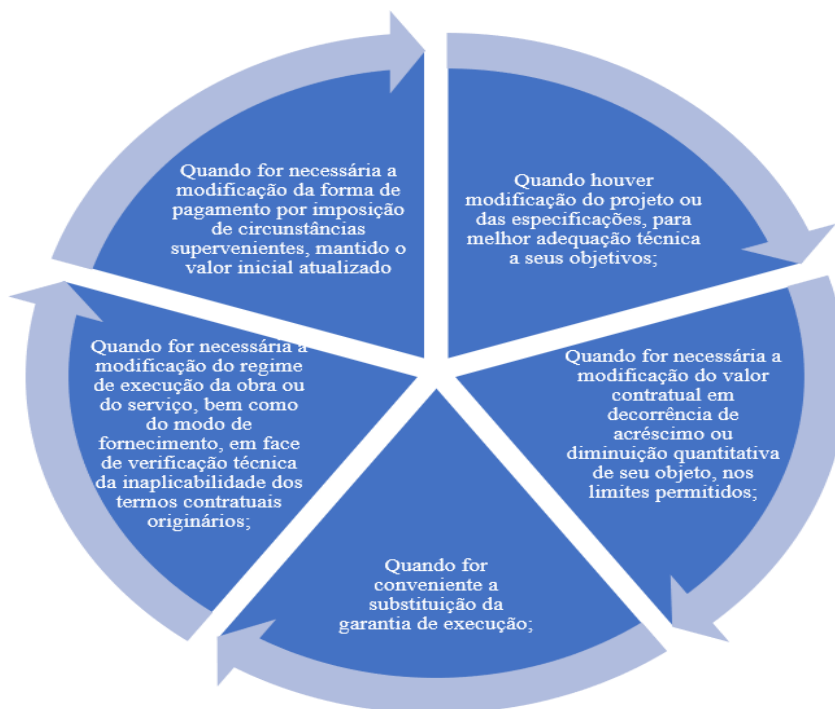 Quando houver
modificação do projeto ou
das especificações, para
melhor adequação técnica
a seus objetivos;
Quando for necessária a
modificação do valor
contratual em
decorrência de
acréscimo ou
diminuição quantitativa
de seu objeto, nos
limites permitidos;
Quando for
conveniente a
substituição da
garantia de execução;
Quando for necessária a
modificação do regime
de execução da obra ou
do serviço, bem como
do modo de
fornecimento, em face
de verificação técnica
da inaplicabilidade dos
termos contratuais
originários;
Quando for necessária a
modificação da forma de
pagamento por imposição
de circunstâncias
supervenientes, mantido o
valor inicial atualizado